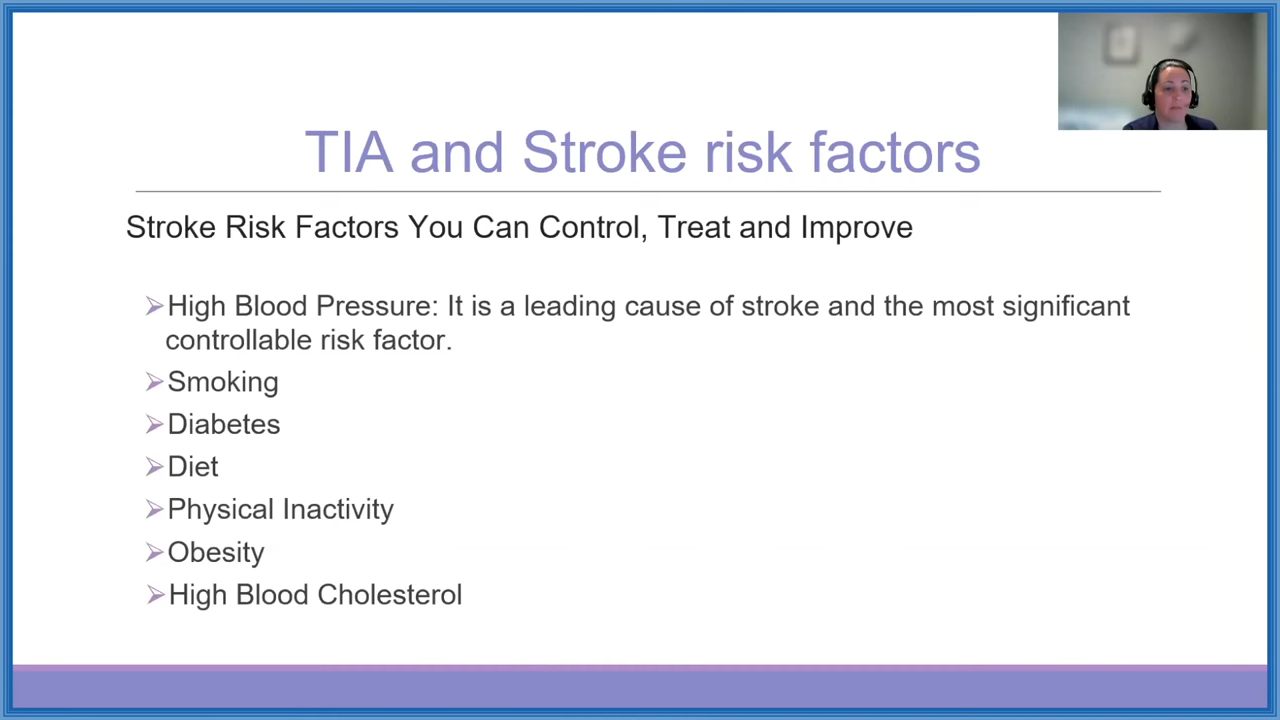 TIA and Stroke risk factors
Stroke Risk Factors You Can Control, Treat and Improve
➢High Blood Pressure: It is a leading cause of stroke and the most significant
controllable risk factor.
➢Smoking
➢Diabetes
➢Diet
➢Physical Inactivity
➢Obesity
➢High Blood Cholesterol